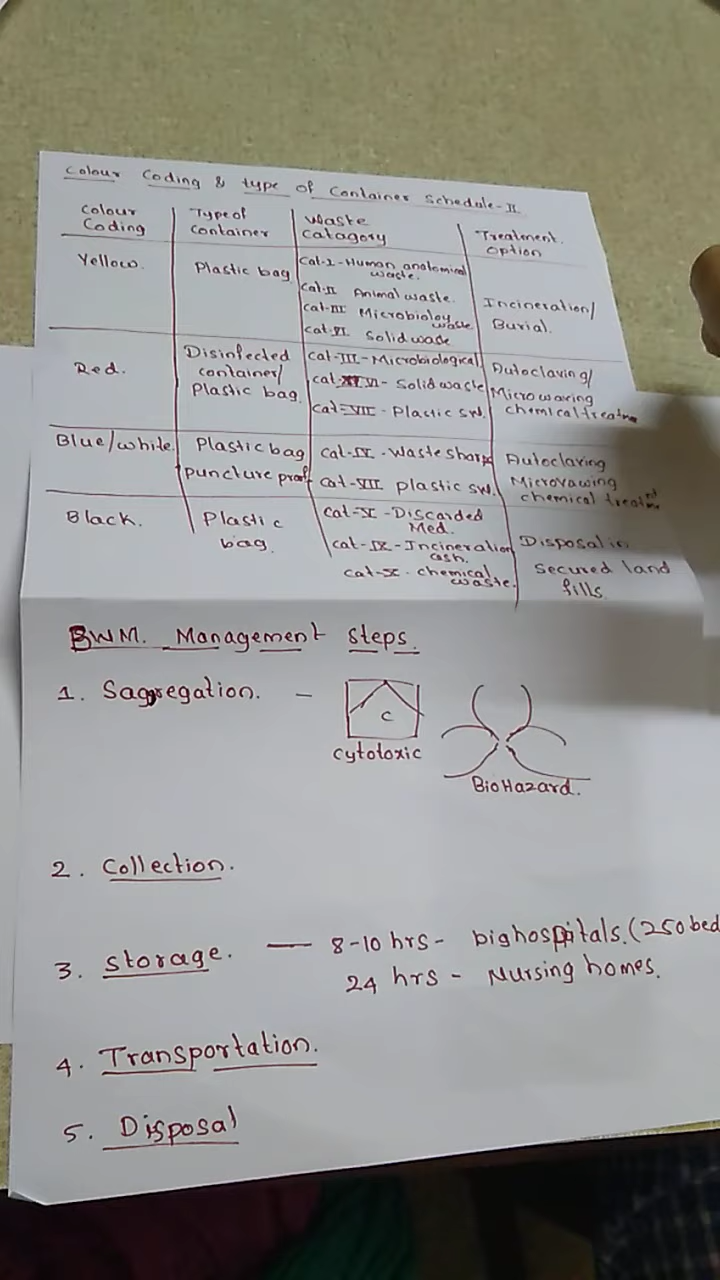 Colour Coding & type of Container Schedule-II
Colour Coding
Type of container
Waste catagory
Treatment option
Yellow.
Plastic bag
Cat-I-Human anatomical waste.
Cat-II Animal waste.
Cat-III Microbioloy waste
Cat-VI Solid waste
Incineration/
Burial.
Red.
Disinfected
container/
Plastic bag
Cat-III-Microbiological
Cat-VI-Solid waste
Cat-VII-Plastic sw.
Autoclaving/
Microwaving
chemical treatm
Blue/white
Plastic bag
puncture proof
Cat-IV-Waste sharp
Cat-VII plastic sw.
Autoclaving
Microvawing
chemical treatmnt
Black.
Plastic
bag.
Cat-V-Discarded
Med.
Cat-IX-Incineration
ash.
Cat-X. chemical
waste.
Disposal in
secured land
fills.
BWM. Management steps.
1. Saggregation. -
C
Cytotoxic
BioHazard.
2. Collection.
3. Storage. — 8-10 hrs- big hospitals. (250 bed
24 hrs - Nursing homes.
4. Transportation.
5. Disposal